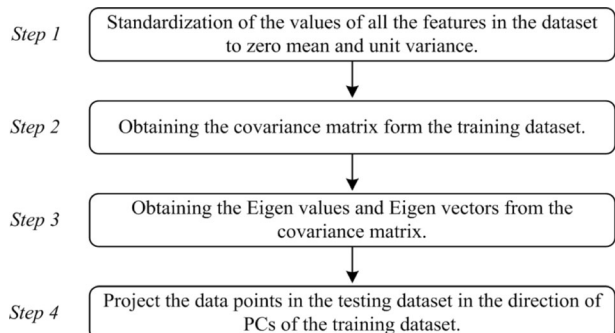 Step 1
Standardization of the values of all the features in the dataset
to zero mean and unit variance.
Step 2
Obtaining the covariance matrix form the training dataset.
Step 3
Obtaining the Eigen values and Eigen vectors from the
covariance matrix.
Step 4
Project the data points in the testing dataset in the direction of
PCs of the training dataset.